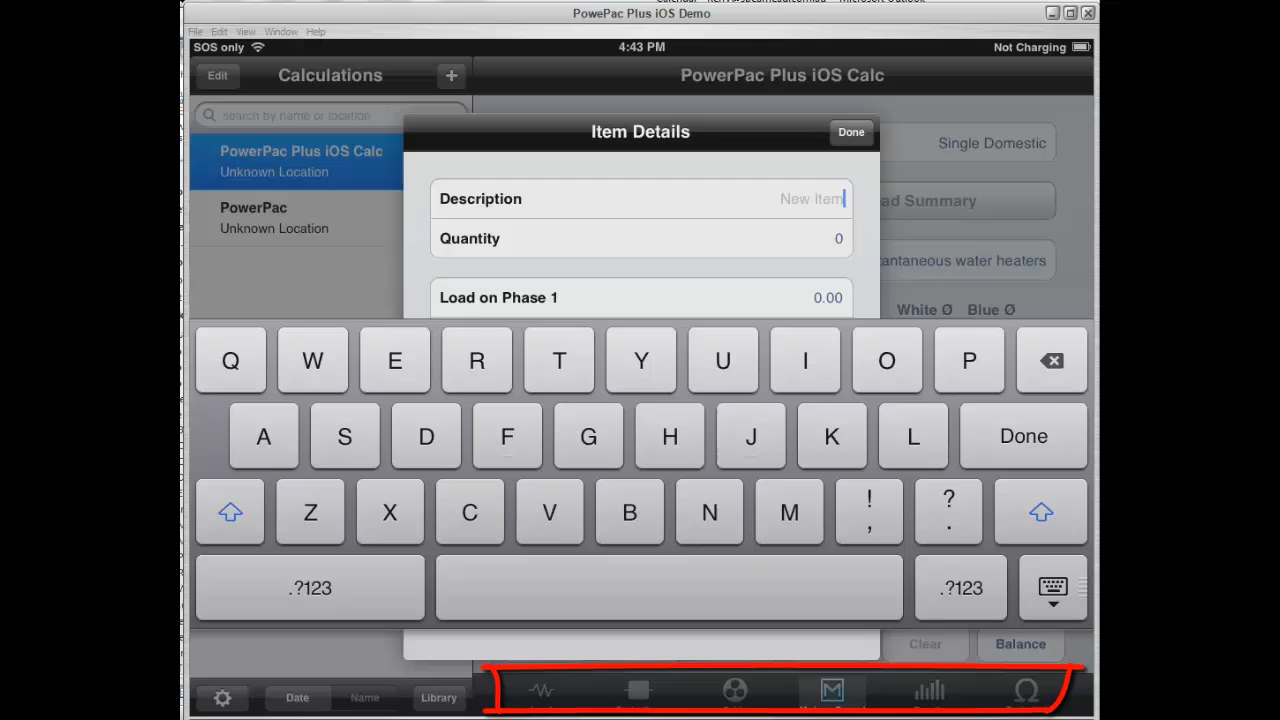 PowePac Plus iOS Demo
File Edit View Window Help
SOS only 4:43 PM Not Charging
Edit Calculations + PowerPac Plus iOS Calc
search by name or location
Item Details Done
PowerPac Plus iOS Calc
Unknown Location
Single Domestic
PowerPac
Unknown Location
Description New Item
ad Summary
Quantity 0
antaneous water heaters
Load on Phase 1 0.00
White Ø Blue Ø
Q W E R T Y U I O P
A S D F G H J K L Done
Z X C V B N M ! , ? .
.?123 .?123
Clear Balance
Date Name Library
M Ω